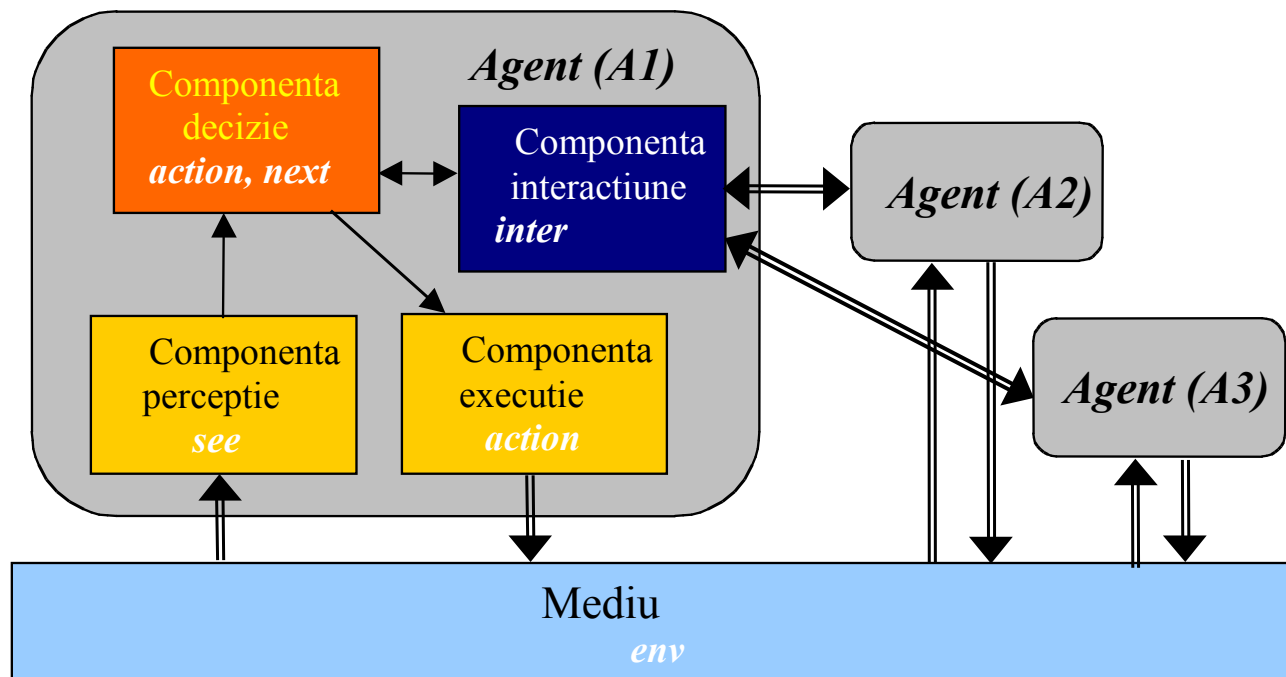 Agent (A1)
Componenta
decizie
action, next
Componenta
interactiune
inter
Agent (A2)
Componenta
perceptie
see
Componenta
executie
action
Agent (A3)
Mediu
env